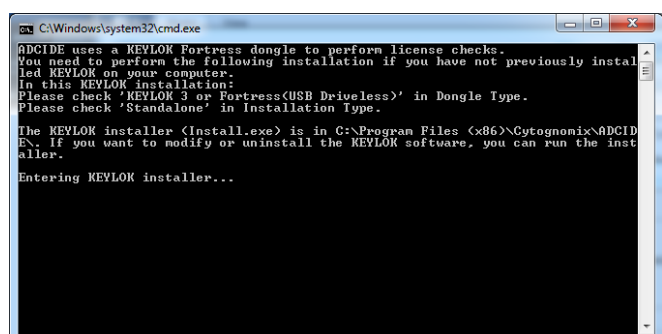 C:\Windows\system32\cmd.exe
ADCIDE uses a KEYLOK Fortress dongle to perform license checks.
You need to perform the following installation if you have not previously instal
led KEYLOK on your computer.
In this KEYLOK installation:
Please check 'KEYLOK 3 or Fortress(USB Driveless)' in Dongle Type.
Please check 'Standalone' in Installation Type.
The KEYLOK installer (Install.exe) is in C:\Program Files (x86)\Cytognomix\ADCID
E\. If you want to modify or uninstall the KEYLOK software, you can run the inst
aller.
Entering KEYLOK installer...